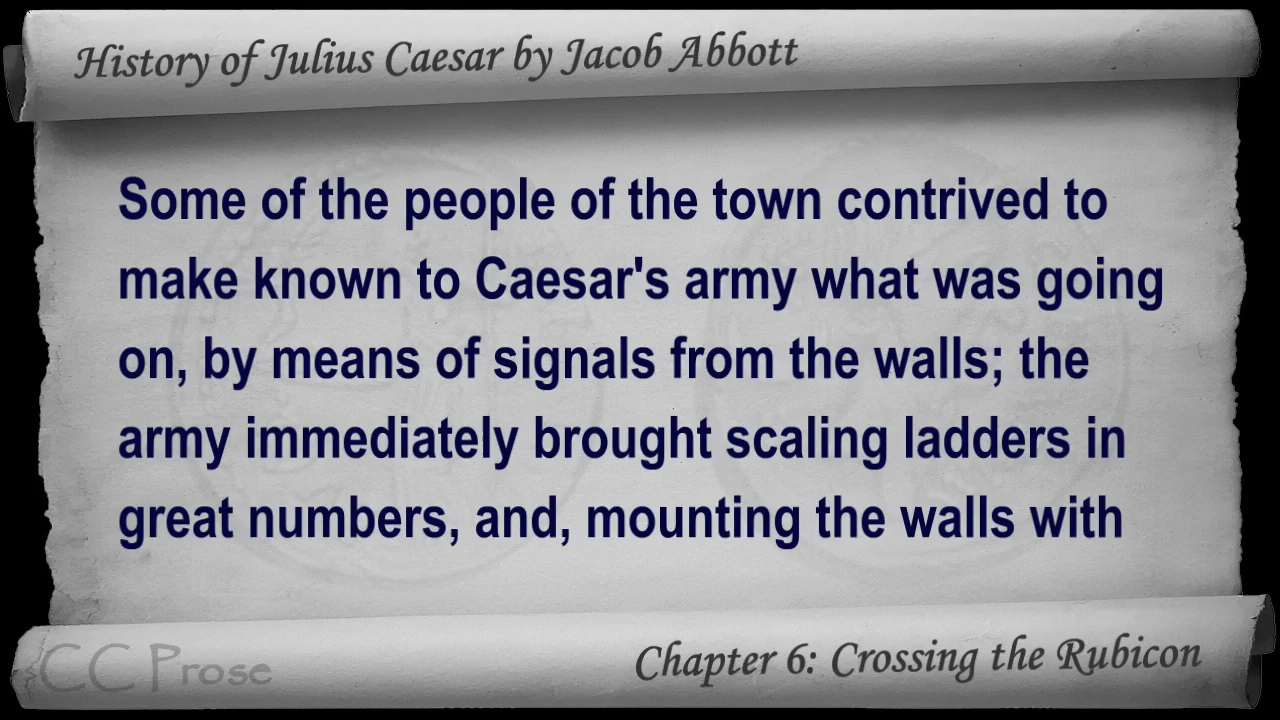 History of Julius Caesar by Jacob Abbott
Some of the people of the town contrived to
make known to Caesar's army what was going
on, by means of signals from the walls; the
army immediately brought scaling ladders in
great numbers, and, mounting the walls with
CC Prose
Chapter 6: Crossing the Rubicon